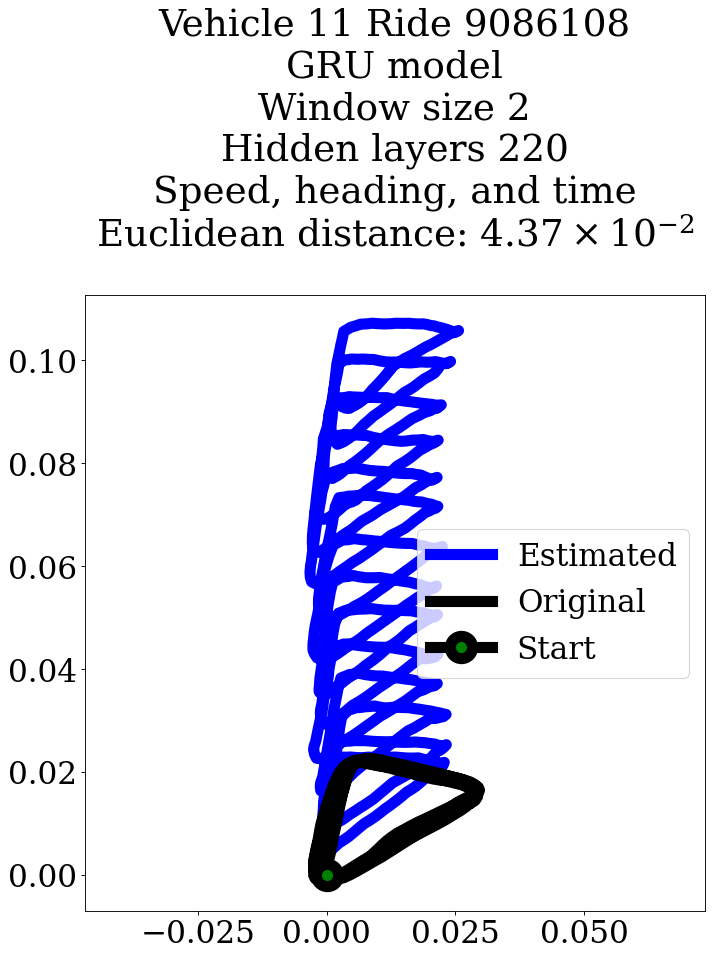 Vehicle 11 Ride 9086108
GRU model
Window size 2
Hidden layers 220
Speed, heading, and time
Euclidean distance: 4.37 × 10⁻²
0.10
0.08
0.06
0.04
0.02
0.00
Estimated
Original
Start
−0.025 0.000 0.025 0.050